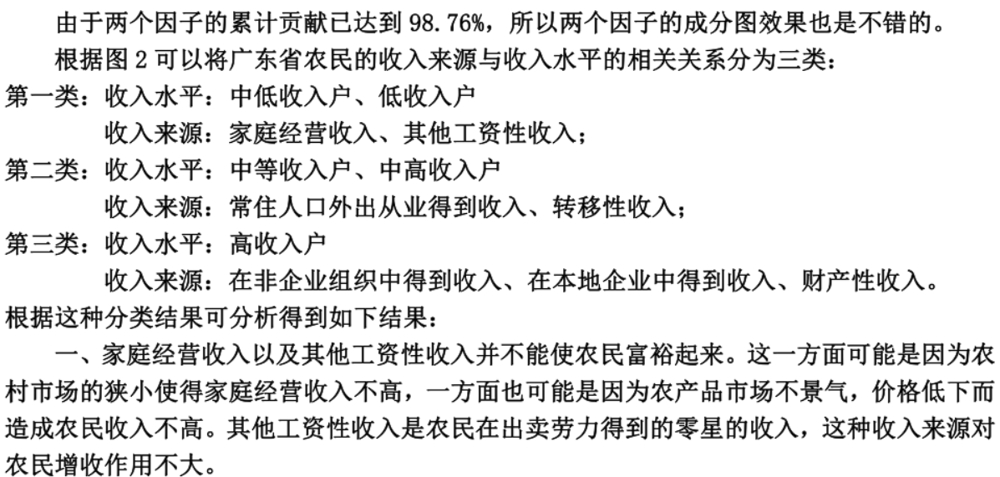 由于两个因子的累计贡献已达到 98.76%，所以两个因子的成分图效果也是不错的。
根据图 2 可以将广东省农民的收入来源与收入水平的相关关系分为三类：
第一类：收入水平：中低收入户、低收入户
收入来源：家庭经营收入、其他工资性收入；
第二类：收入水平：中等收入户、中高收入户
收入来源：常住人口外出从业得到收入、转移性收入；
第三类：收入水平：高收入户
收入来源：在非企业组织中得到收入、在本地企业中得到收入、财产性收入。
根据这种分类结果可分析得到如下结果：
一、家庭经营收入以及其他工资性收入并不能使农民富裕起来。这一方面可能是因为农
村市场的狭小使得家庭经营收入不高，一方面也可能是因为农产品市场不景气，价格低下而
造成农民收入不高。其他工资性收入是农民在出卖劳力得到的零星的收入，这种收入来源对
农民增收作用不大。